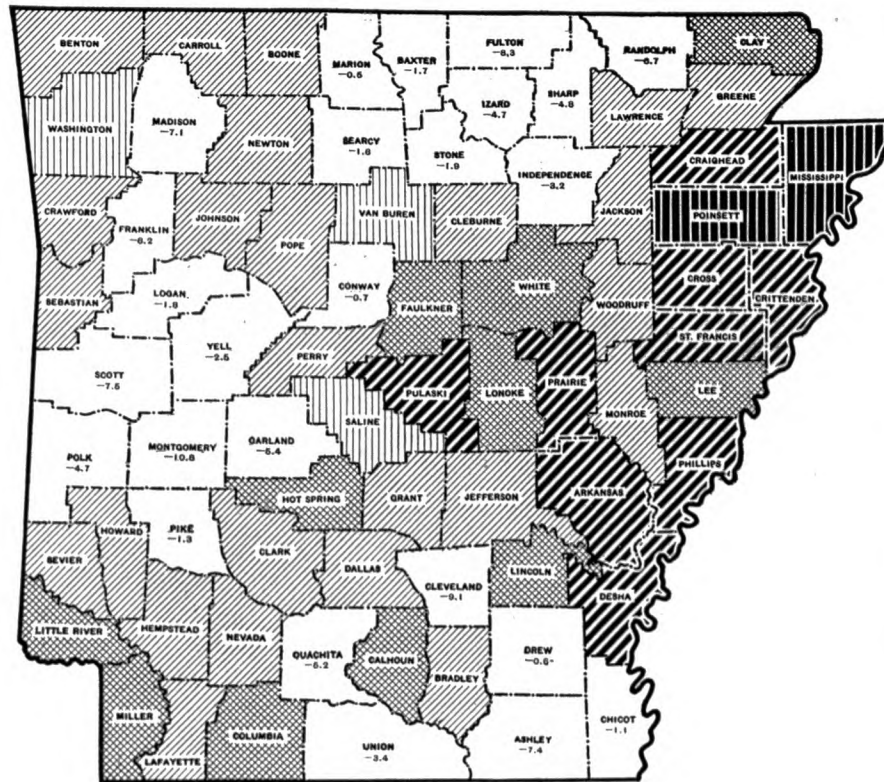 BENTON
CARROLL
BOONE
MARION
−0.5
BAXTER
−1.7
FULTON
−8.3
RANDOLPH
−6.7
CLAY
WASHINGTON
MADISON
−7.1
NEWTON
SEARCY
−1.6
STONE
−1.9
IZARD
−4.7
SHARP
−4.8
LAWRENCE
GREENE
INDEPENDENCE
−3.2
CRAIGHEAD
MISSISSIPPI
CRAWFORD
FRANKLIN
−8.2
JOHNSON
POPE
VAN BUREN
CLEBURNE
JACKSON
POINSETT
SEBASTIAN
LOGAN
−1.8
CONWAY
−0.7
FAULKNER
WHITE
WOODRUFF
CROSS
CRITTENDEN
ST. FRANCIS
YELL
−2.5
PERRY
SCOTT
−7.5
PULASKI
LONOKE
PRAIRIE
LEE
MONROE
SALINE
POLK
−4.7
MONTGOMERY
−10.8
GARLAND
−5.4
PHILLIPS
HOT SPRING
GRANT
JEFFERSON
ARKANSAS
HOWARD
PIKE
−1.3
SEVIER
CLARK
DALLAS
CLEVELAND
−9.1
LINCOLN
DESHA
LITTLE RIVER
HEMPSTEAD
NEVADA
OUACHITA
−5.2
CALHOUN
BRADLEY
DREW
−0.6
MILLER
LAFAYETTE
COLUMBIA
UNION
−3.4
ASHLEY
−7.4
CHICOT
−1.1